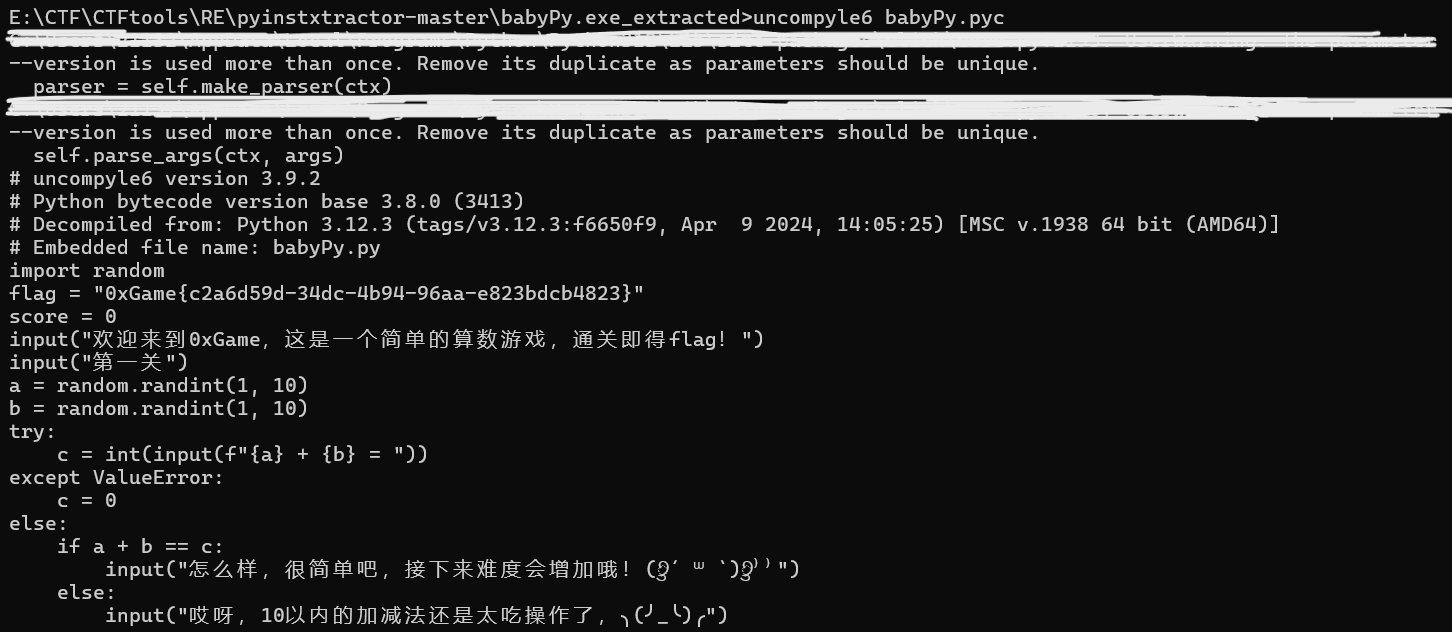 E:\CTF\CTFtools\RE\pyinstxtractor-master\babyPy.exe_extracted>uncompyle6 babyPy.pyc
--version is used more than once. Remove its duplicate as parameters should be unique.
  parser = self.make_parser(ctx)
--version is used more than once. Remove its duplicate as parameters should be unique.
  self.parse_args(ctx, args)
# uncompyle6 version 3.9.2
# Python bytecode version base 3.8.0 (3413)
# Decompiled from: Python 3.12.3 (tags/v3.12.3:f6650f9, Apr  9 2024, 14:05:25) [MSC v.1938 64 bit (AMD64)]
# Embedded file name: babyPy.py
import random
flag = "0xGame{c2a6d59d-34dc-4b94-96aa-e823bdcb4823}"
score = 0
input("欢迎来到0xGame，这是一个简单的算数游戏，通关即得flag！")
input("第一关")
a = random.randint(1, 10)
b = random.randint(1, 10)
try:
    c = int(input(f"{a} + {b} = "))
except ValueError:
    c = 0
else:
    if a + b == c:
        input("怎么样，很简单吧，接下来难度会增加哦！(ง´ ꒳ `)ง⁾⁾")
    else:
        input("哎呀，10以内的加减法还是太吃操作了，╮(╯_╰)╭")